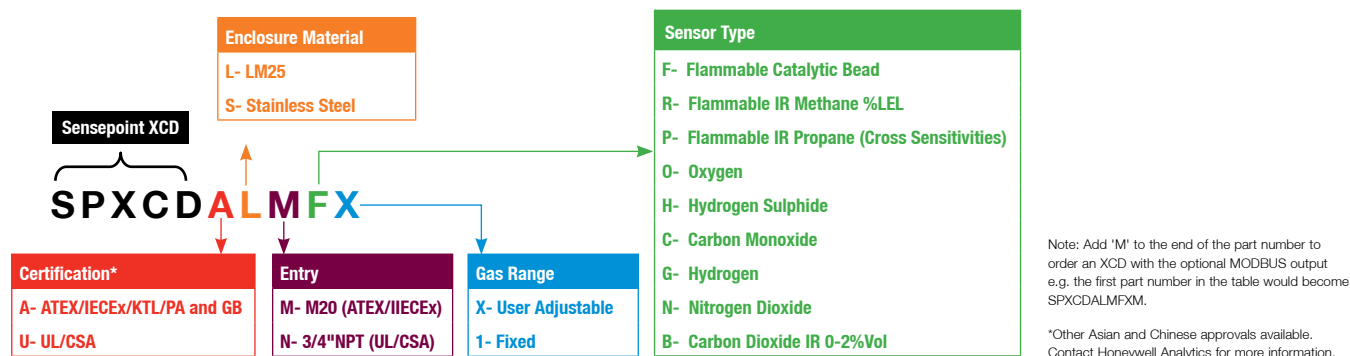 Enclosure Material
L- LM25
S- Stainless Steel
Sensor Type
F- Flammable Catalytic Bead
R- Flammable IR Methane %LEL
P- Flammable IR Propane (Cross Sensitivities)
O- Oxygen
H- Hydrogen Sulphide
C- Carbon Monoxide
G- Hydrogen
N- Nitrogen Dioxide
B- Carbon Dioxide IR 0-2%Vol
Sensepoint XCD
SPXCDALMFX
Certification*
A- ATEX/IECEx/KTL/PA and GB
U- UL/CSA
Entry
M- M20 (ATEX/IIECEx)
N- 3/4"NPT (UL/CSA)
Gas Range
X- User Adjustable
1- Fixed
Note: Add 'M' to the end of the part number to
order an XCD with the optional MODBUS output
e.g. the first part number in the table would become
SPXCDALMFXM.
*Other Asian and Chinese approvals available.
Contact Honeywell Analytics for more information.